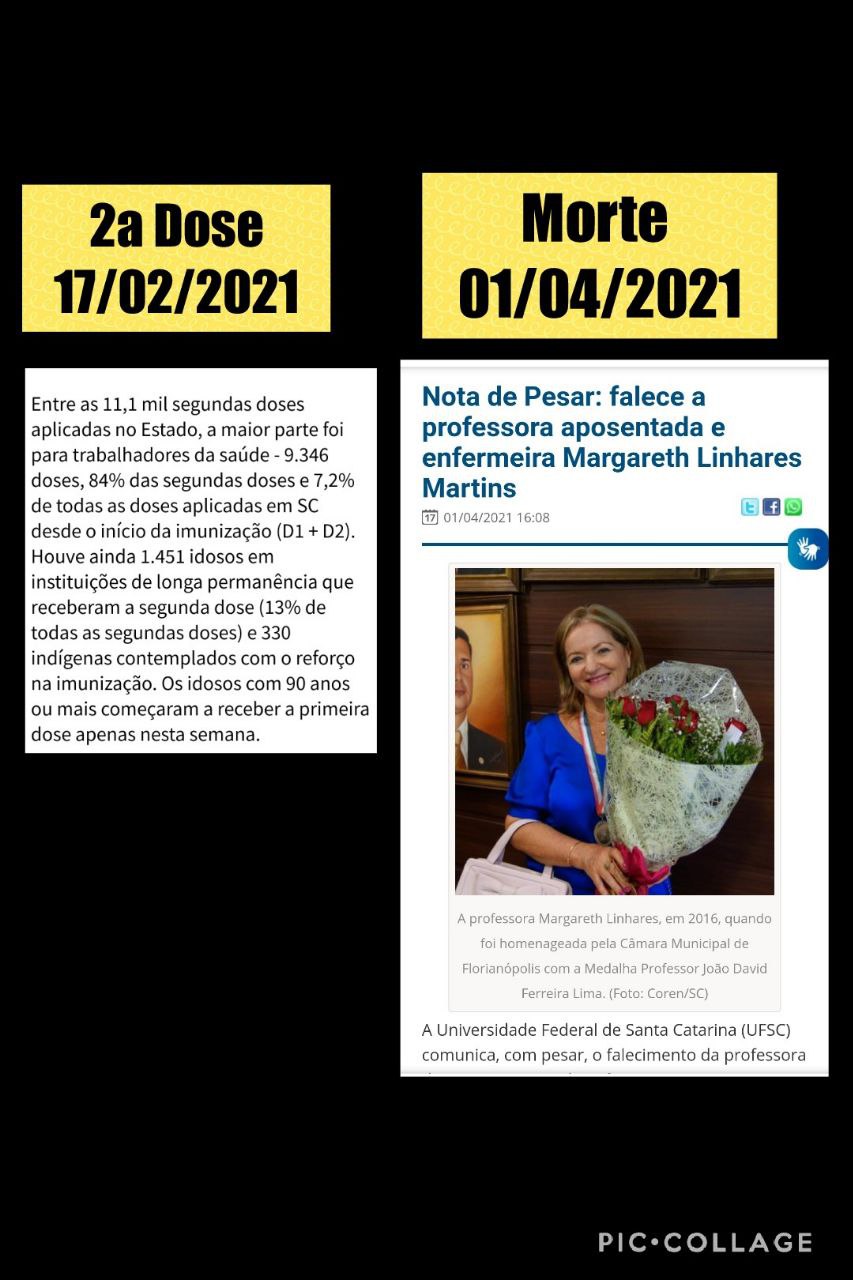 2a Dose
17/02/2021
Entre as 11,1 mil segundas doses
aplicadas no Estado, a maior parte foi
para trabalhadores da saúde - 9.346
doses, 84% das segundas doses e 7,2%
de todas as doses aplicadas em SC
desde o início da imunização (D1 + D2).
Houve ainda 1.451 idosos em
instituições de longa permanência que
receberam a segunda dose (13% de
todas as segundas doses) e 330
indígenas contemplados com o reforço
na imunização. Os idosos com 90 anos
ou mais começaram a receber a primeira
dose apenas nesta semana.
Morte
01/04/2021
Nota de Pesar: falece a
professora aposentada e
enfermeira Margareth Linhares
Martins
17 01/04/2021 16:08
A professora Margareth Linhares, em 2016, quando
foi homenageada pela Câmara Municipal de
Florianópolis com a Medalha Professor João David
Ferreira Lima. (Foto: Coren/SC)
A Universidade Federal de Santa Catarina (UFSC)
comunica, com pesar, o falecimento da professora
PIC•COLLAGE